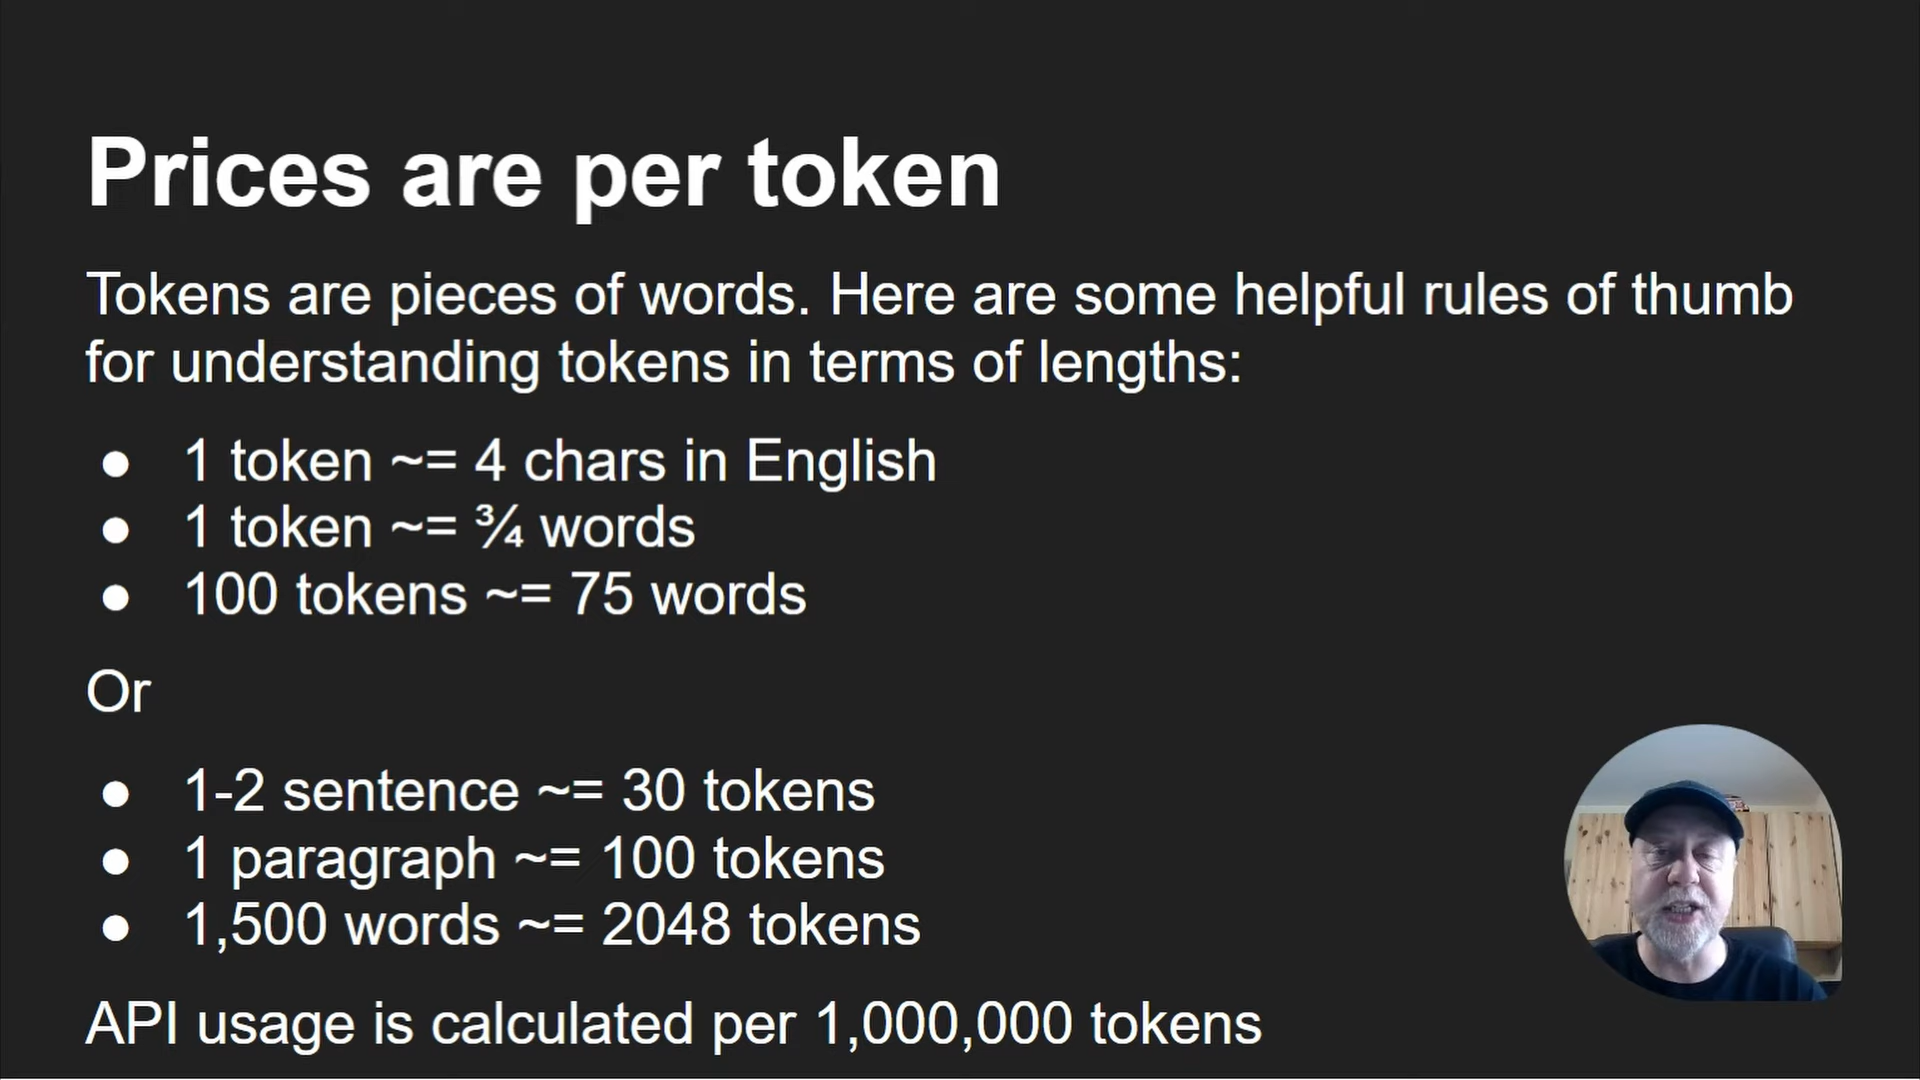 Prices are per token
Tokens are pieces of words. Here are some helpful rules of thumb
for understanding tokens in terms of lengths:
● 1 token ~= 4 chars in English
● 1 token ~= ¾ words
● 100 tokens ~= 75 words
Or
● 1-2 sentence ~= 30 tokens
● 1 paragraph ~= 100 tokens
● 1,500 words ~= 2048 tokens
API usage is calculated per 1,000,000 tokens